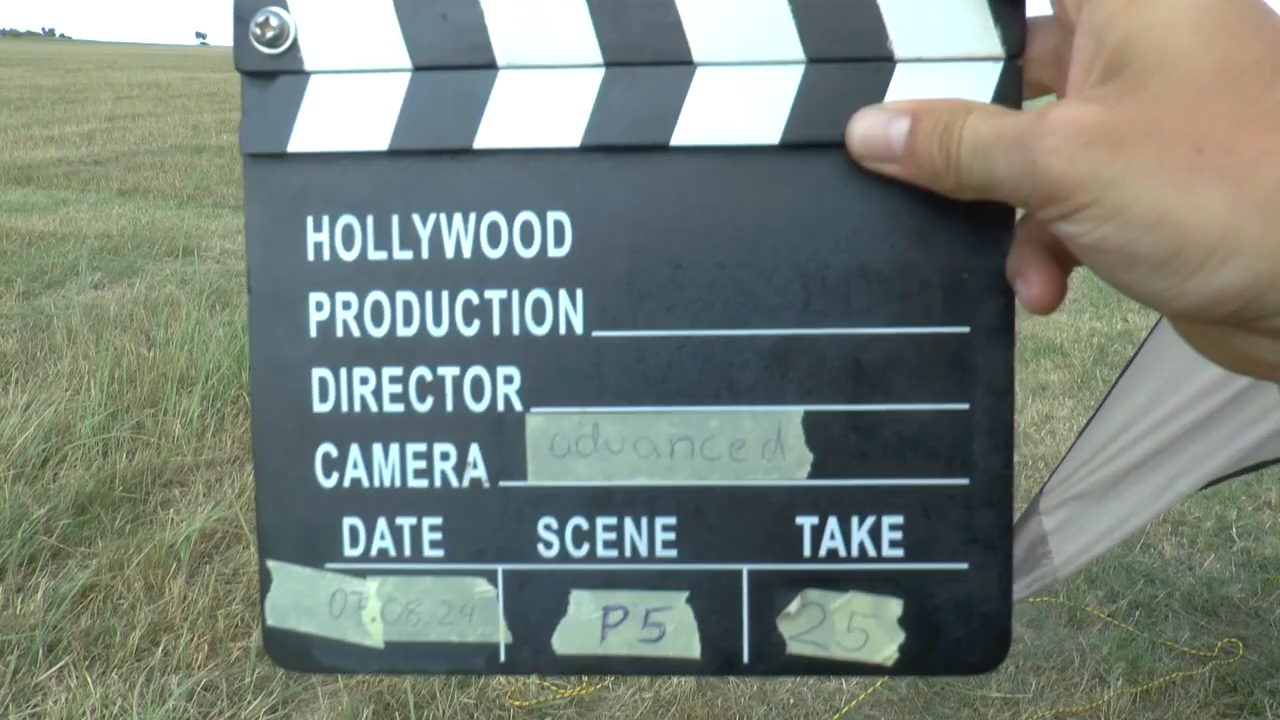 HOLLYWOOD
PRODUCTION
DIRECTOR
CAMERA advanced
DATE SCENE TAKE
07.08.24 P5 25